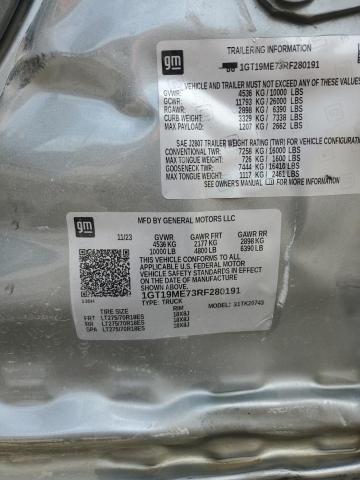 gm
TRAILERING INFORMATION
1GT19ME73RF280191
VEHICLE AND TRAILER MUST NOT EXCEED ANY OF THESE
GVWR: 4536 KG / 10000 LBS
GCWR: 11793 KG / 26000 LBS
RGAWR: 2898 KG / 6390 LBS
CURB WEIGHT: 3329 KG / 7338 LBS
MAX PAYLOAD: 1207 KG / 2662 LBS
SAE J2807 TRAILER WEIGHT RATING (TWR) FOR VEHICLE
CONVENTIONAL TWR: 7258 KG / 16000 LBS
MAX TONGUE WEIGHT: 726 KG / 1600 LBS
GOOSENECK TWR: 7444 KG / 16410 LBS
MAX TONGUE WEIGHT: 1117 KG / 2461 LBS
SEE OWNER'S MANUAL FOR ADDITIONAL INFORMATION
gm
MFD BY GENERAL MOTORS LLC
11/23 GVWR GAWR FRT GAWR RR
4536 KG 2177 KG 2898 KG
10000 LB 4800 LB 6390 LB
THIS VEHICLE CONFORMS TO ALL
APPLICABLE U.S. FEDERAL MOTOR
VEHICLE SAFETY STANDARDS IN
EFFECT ON THE DATE OF
MANUFACTURE SHOWN ABOVE.
1GT19ME73RF280191
TYPE: TRUCK MODEL: 31TK20743
TIRE SIZE RIM
FRT LT275/70R18ES 18X8J
RR LT275/70R18ES 18X8J
SPA LT275/70R18ES 18X8J